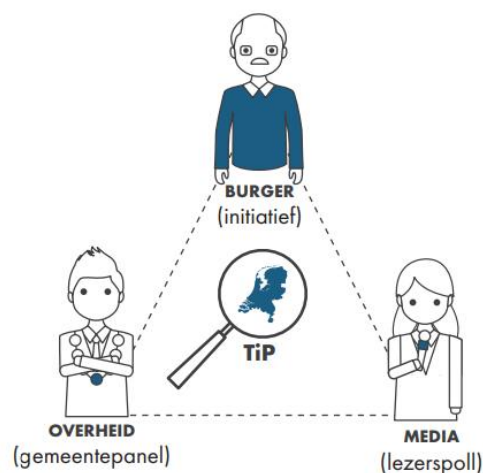 BURGER
(initiatief)
TiP
OVERHEID
(gemeentepanel)
MEDIA
(lezerspoll)